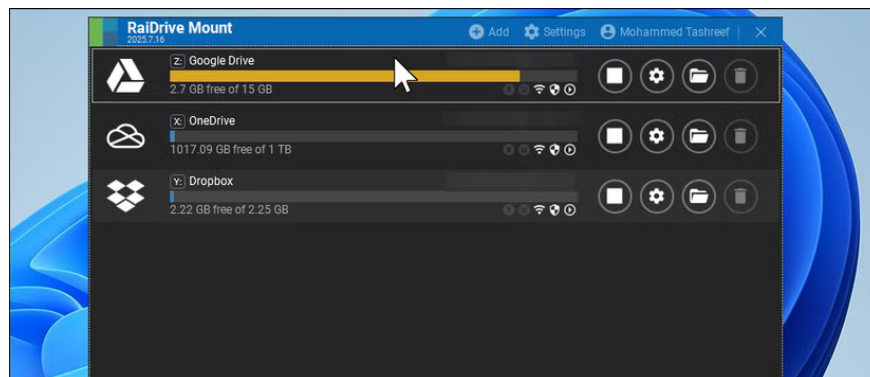 RaiDrive Mount
2025.7.16
Add Settings Mohammed Tashreef
Z: Google Drive
2.7 GB free of 15 GB
X: OneDrive
1017.09 GB free of 1 TB
Y: Dropbox
2.22 GB free of 2.25 GB